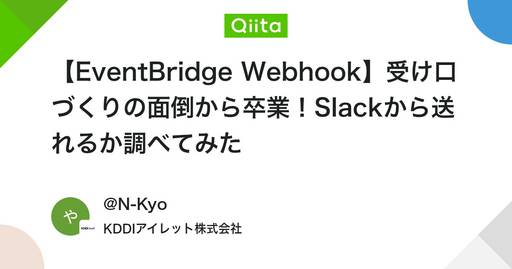 Qiita
【EventBridge Webhook】受け口
づくりの面倒から卒業！Slackから送
れるか調べてみた
や
@N-Kyo
KDDIアイレット株式会社